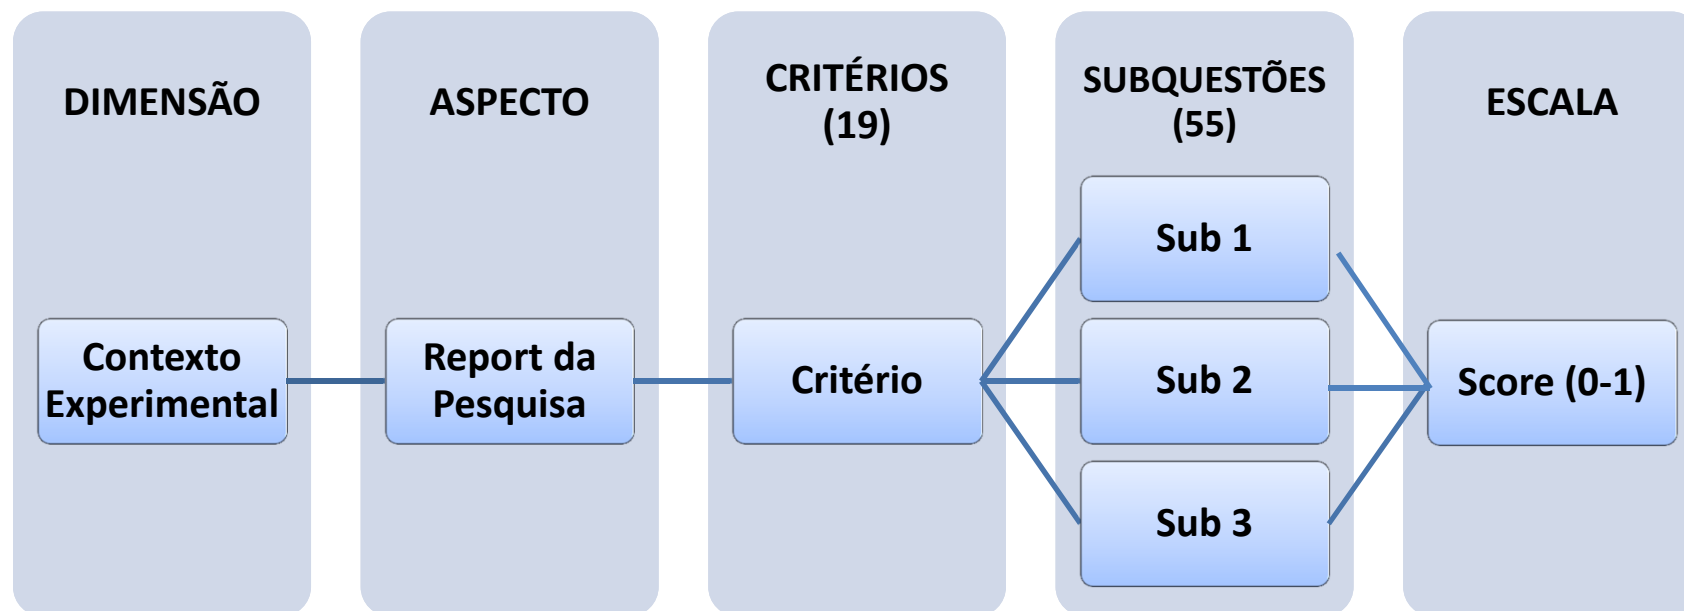 DIMENSÃO
ASPECTO
CRITÉRIOS
(19)
SUBQUESTÕES
(55)
ESCALA
Contexto
Experimental
Report da
Pesquisa
Critério
Sub 1
Sub 2
Sub 3
Score (0-1)